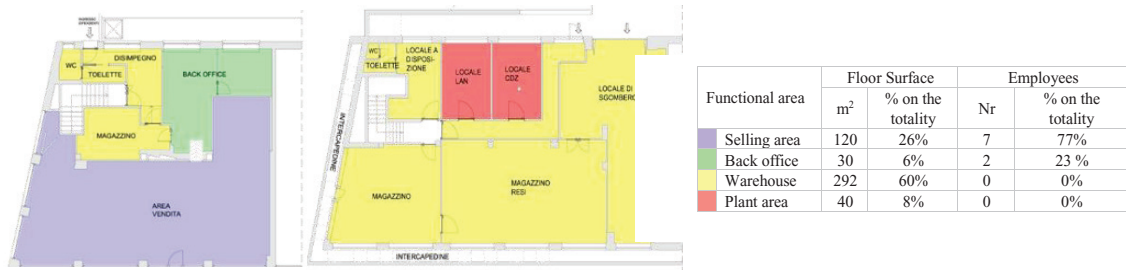 WC
DISIMPEGNO
TOELETTE
BACK OFFICE
MAGAZZINO
AREA
VENDITA
WC
TOELETTE
LOCALE A
DISPOSI-
ZIONE
LOCALE
LAN
LOCALE
CDZ
LOCALE DI
SGOMBERO
INTERCAPEDINE
MAGAZZINO
MAGAZZINO
RESI
INTERCAPEDINE
Functional area Floor Surface Employees
m² % on the totality Nr % on the totality
Selling area 120 26% 7 77%
Back office 30 6% 2 23 %
Warehouse 292 60% 0 0%
Plant area 40 8% 0 0%